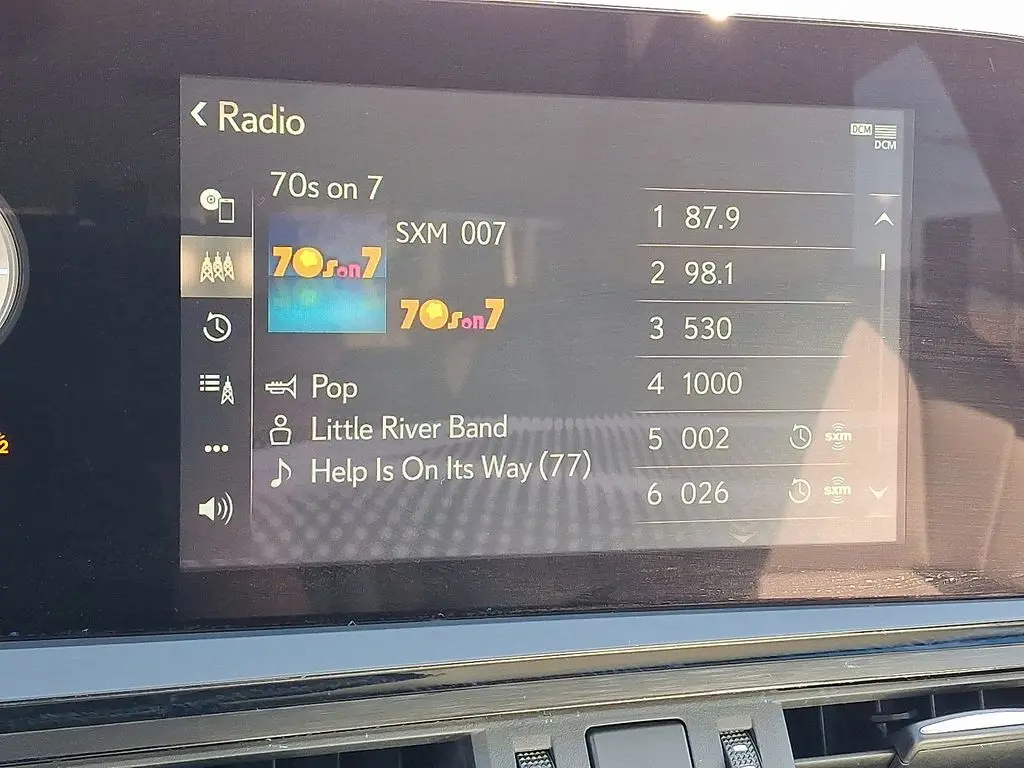 Radio
DCM
DCM
70s on 7
SXM 007
70s on 7
70s on 7
Pop
Little River Band
Help Is On Its Way (77)
1 87.9
2 98.1
3 530
4 1000
5 002 sxm
6 026 sxm
2